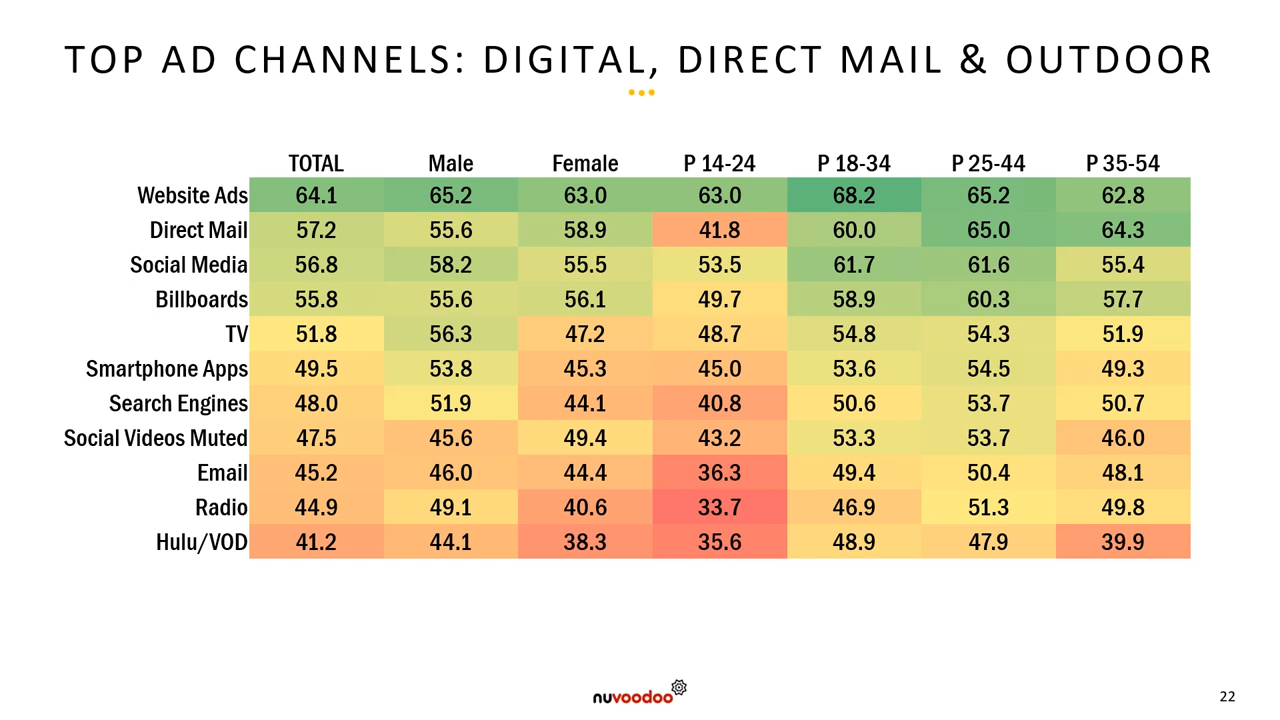 TOP AD CHANNELS: DIGITAL, DIRECT MAIL & OUTDOOR
TOTAL Male Female P 14-24 P 18-34 P 25-44 P 35-54
Website Ads 64.1 65.2 63.0 63.0 68.2 65.2 62.8
Direct Mail 57.2 55.6 58.9 41.8 60.0 65.0 64.3
Social Media 56.8 58.2 55.5 53.5 61.7 61.6 55.4
Billboards 55.8 55.6 56.1 49.7 58.9 60.3 57.7
TV 51.8 56.3 47.2 48.7 54.8 54.3 51.9
Smartphone Apps 49.5 53.8 45.3 45.0 53.6 54.5 49.3
Search Engines 48.0 51.9 44.1 40.8 50.6 53.7 50.7
Social Videos Muted 47.5 45.6 49.4 43.2 53.3 53.7 46.0
Email 45.2 46.0 44.4 36.3 49.4 50.4 48.1
Radio 44.9 49.1 40.6 33.7 46.9 51.3 49.8
Hulu/VOD 41.2 44.1 38.3 35.6 48.9 47.9 39.9
nuvoodoo
22